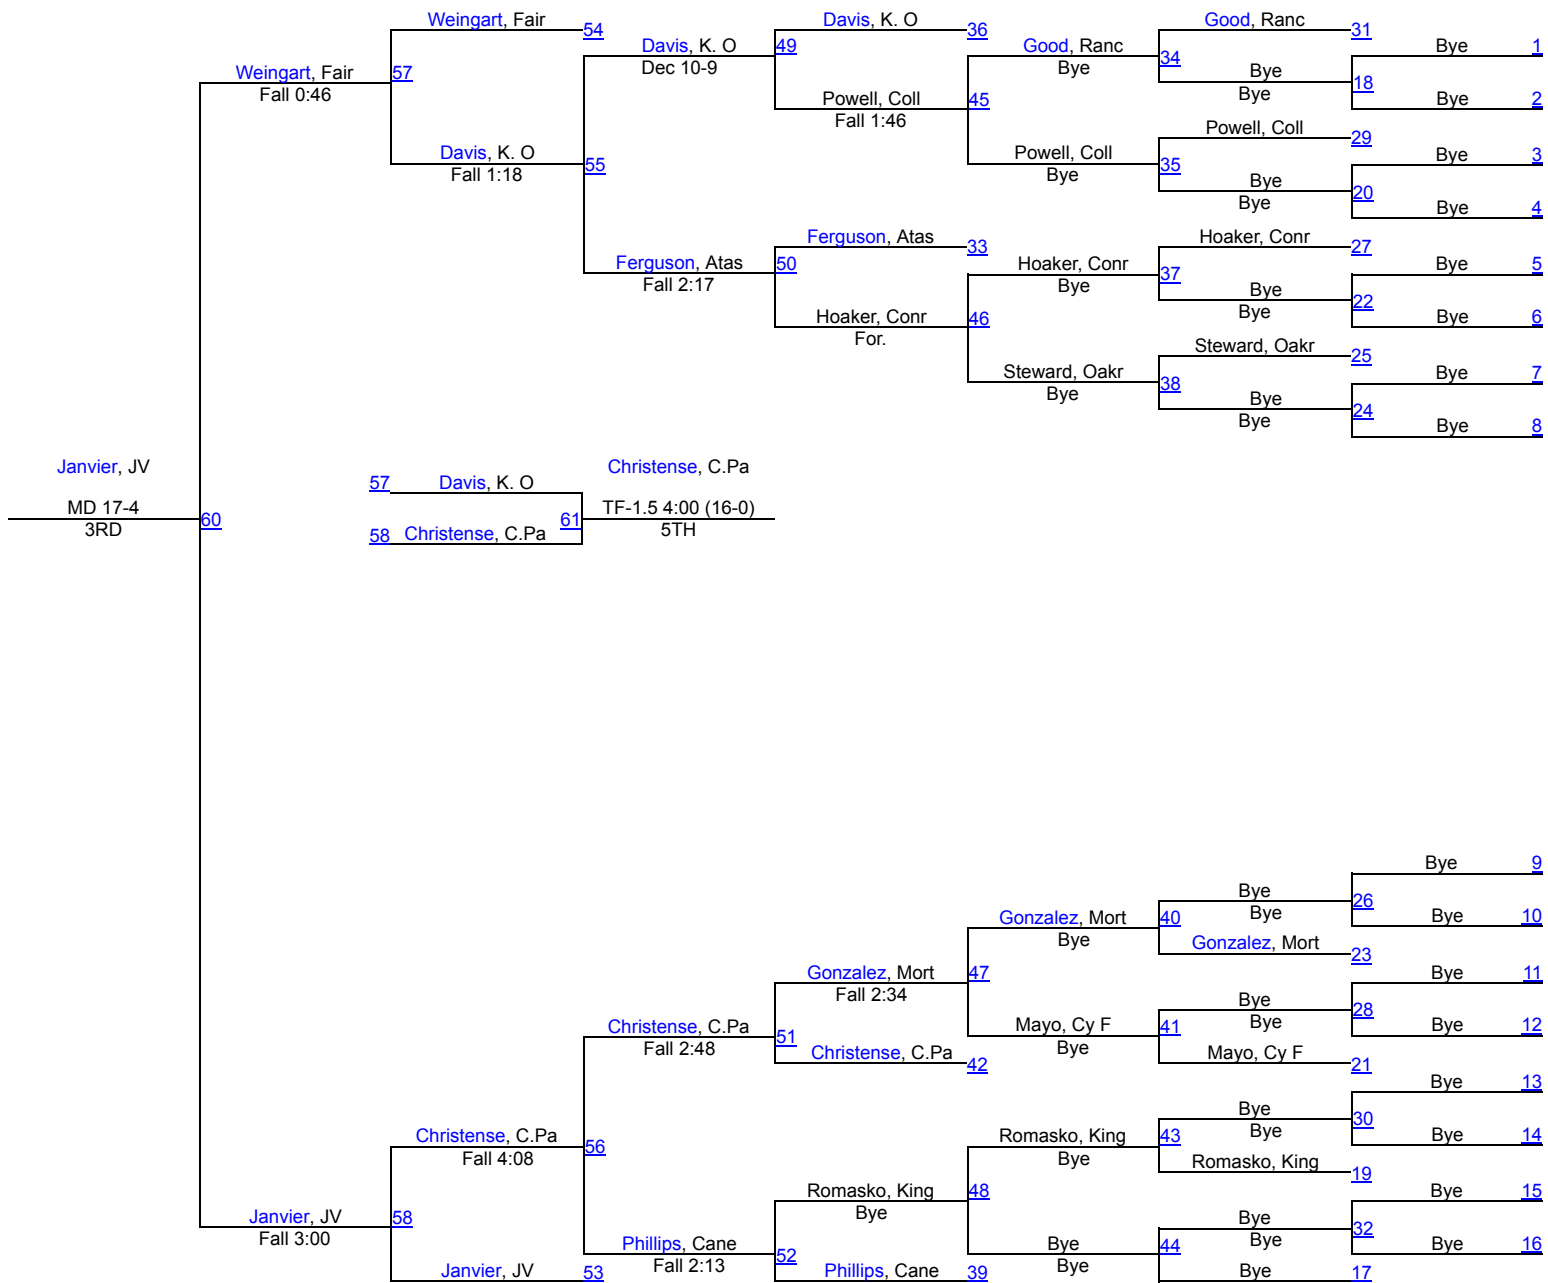 Weingart, Fair 54
Davis, K. O 36
Good, Ranc 31
Davis, K. O 49
Dec 10-9
Good, Ranc 34
Bye
Bye 1
Weingart, Fair 57
Fall 0:46
Bye 18
Bye
Powell, Coll 45
Fall 1:46
Bye 2
Powell, Coll 29
Davis, K. O 55
Fall 1:18
Powell, Coll 35
Bye
Bye 3
Bye 20
Bye
Bye 4
Ferguson, Atas 33
Hoaker, Conr 27
Ferguson, Atas 50
Fall 2:17
Hoaker, Conr 37
Bye
Bye 5
Bye 22
Bye
Hoaker, Conr 46
For.
Bye 6
Steward, Oakr 25
Steward, Oakr 38
Bye
Bye 7
Bye 24
Bye
Bye 8
Janvier, JV
Christense, C.Pa
57 Davis, K. O
MD 17-4 60
3RD
61 TF-1.5 4:00 (16-0)
5TH
58 Christense, C.Pa
Bye 9
Bye 26
Bye
Gonzalez, Mort 40
Bye
Bye 10
Gonzalez, Mort 23
Gonzalez, Mort 47
Fall 2:34
Bye 11
Bye 28
Bye
Christense, C.Pa 51
Fall 2:48
Mayo, Cy F 41
Bye
Bye 12
Christense, C.Pa 42
Mayo, Cy F 21
Bye 13
Bye 30
Bye
Christense, C.Pa 56
Fall 4:08
Romasko, King 43
Bye
Bye 14
Romasko, King 19
Romasko, King 48
Bye
Bye 15
Janvier, JV 58
Fall 3:00
Bye 32
Bye
Phillips, Cane 52
Fall 2:13
Bye 44
Bye
Bye 16
Janvier, JV 53
Phillips, Cane 39
Bye 17